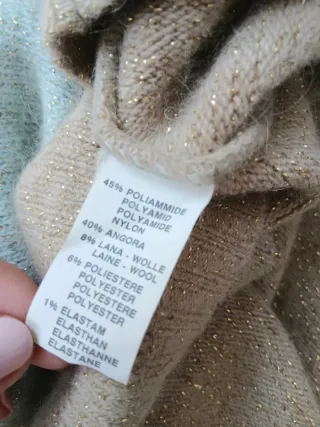 45% POLIAMMIDE
POLYAMID
POLYAMIDE
NYLON
40% ANGORA
8% LANA - WOLLE
LAINE - WOOL
6% POLIESTERE
POLYESTER
POLYESTERE
POLYESTER
1% ELASTAM
ELASTHAN
ELASTHANNE
ELASTANE